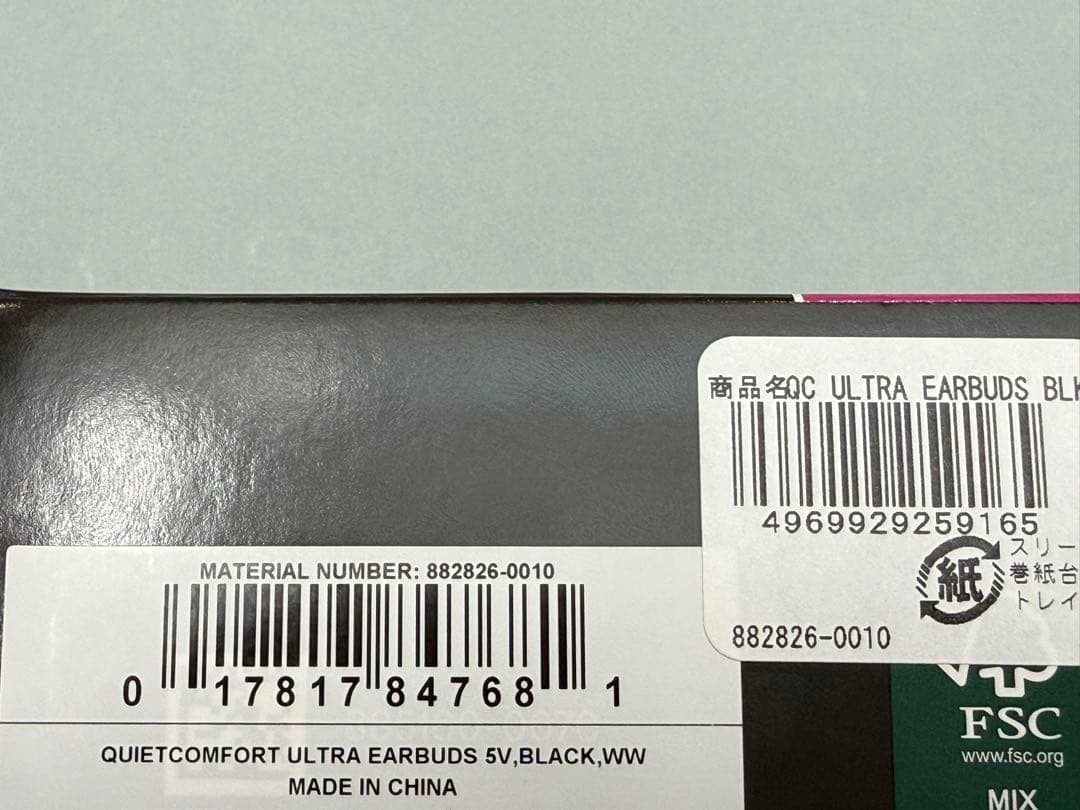 商品名QC ULTRA EARBUDS BLK
4969929259165
紙
スリー
巻紙台
トレイ
882826-0010
MATERIAL NUMBER: 882826-0010
0 17817 84768 1
QUIETCOMFORT ULTRA EARBUDS 5V,BLACK,WW
MADE IN CHINA
FSC
www.fsc.org
MIX